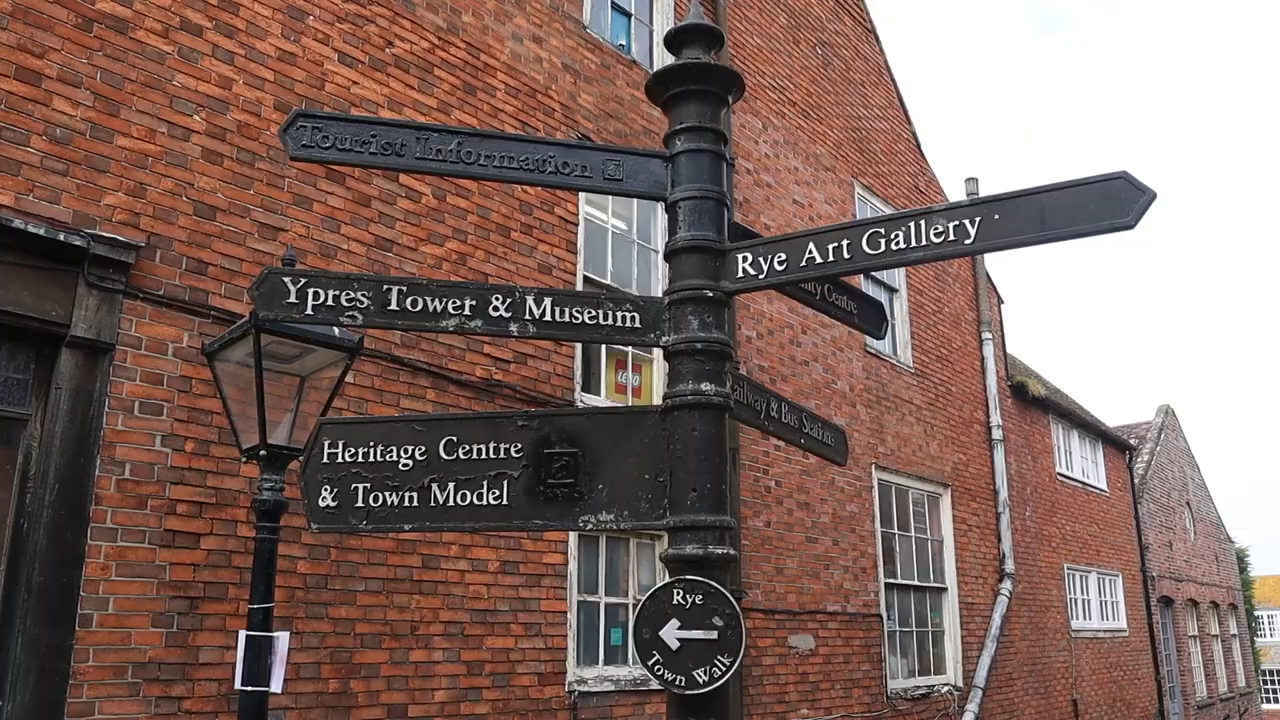 Tourist Information
Rye Art Gallery
Ypres Tower & Museum
Centre
LEGO
Railway & Bus Stations
Heritage Centre
& Town Model
Rye
Town Walk